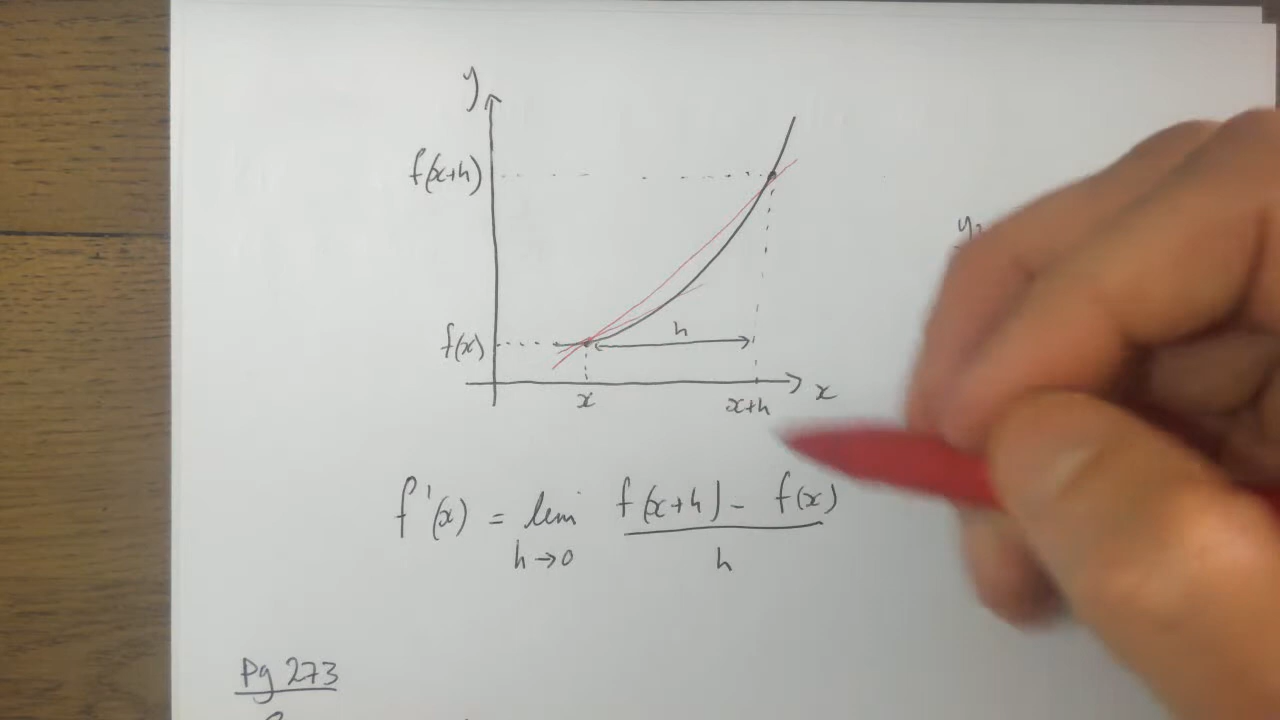 y
f(x+h)
h
f(x)
x
x+h
x
f'(x) = lim f(x+h) - f(x)
h→0 h
Pg 273